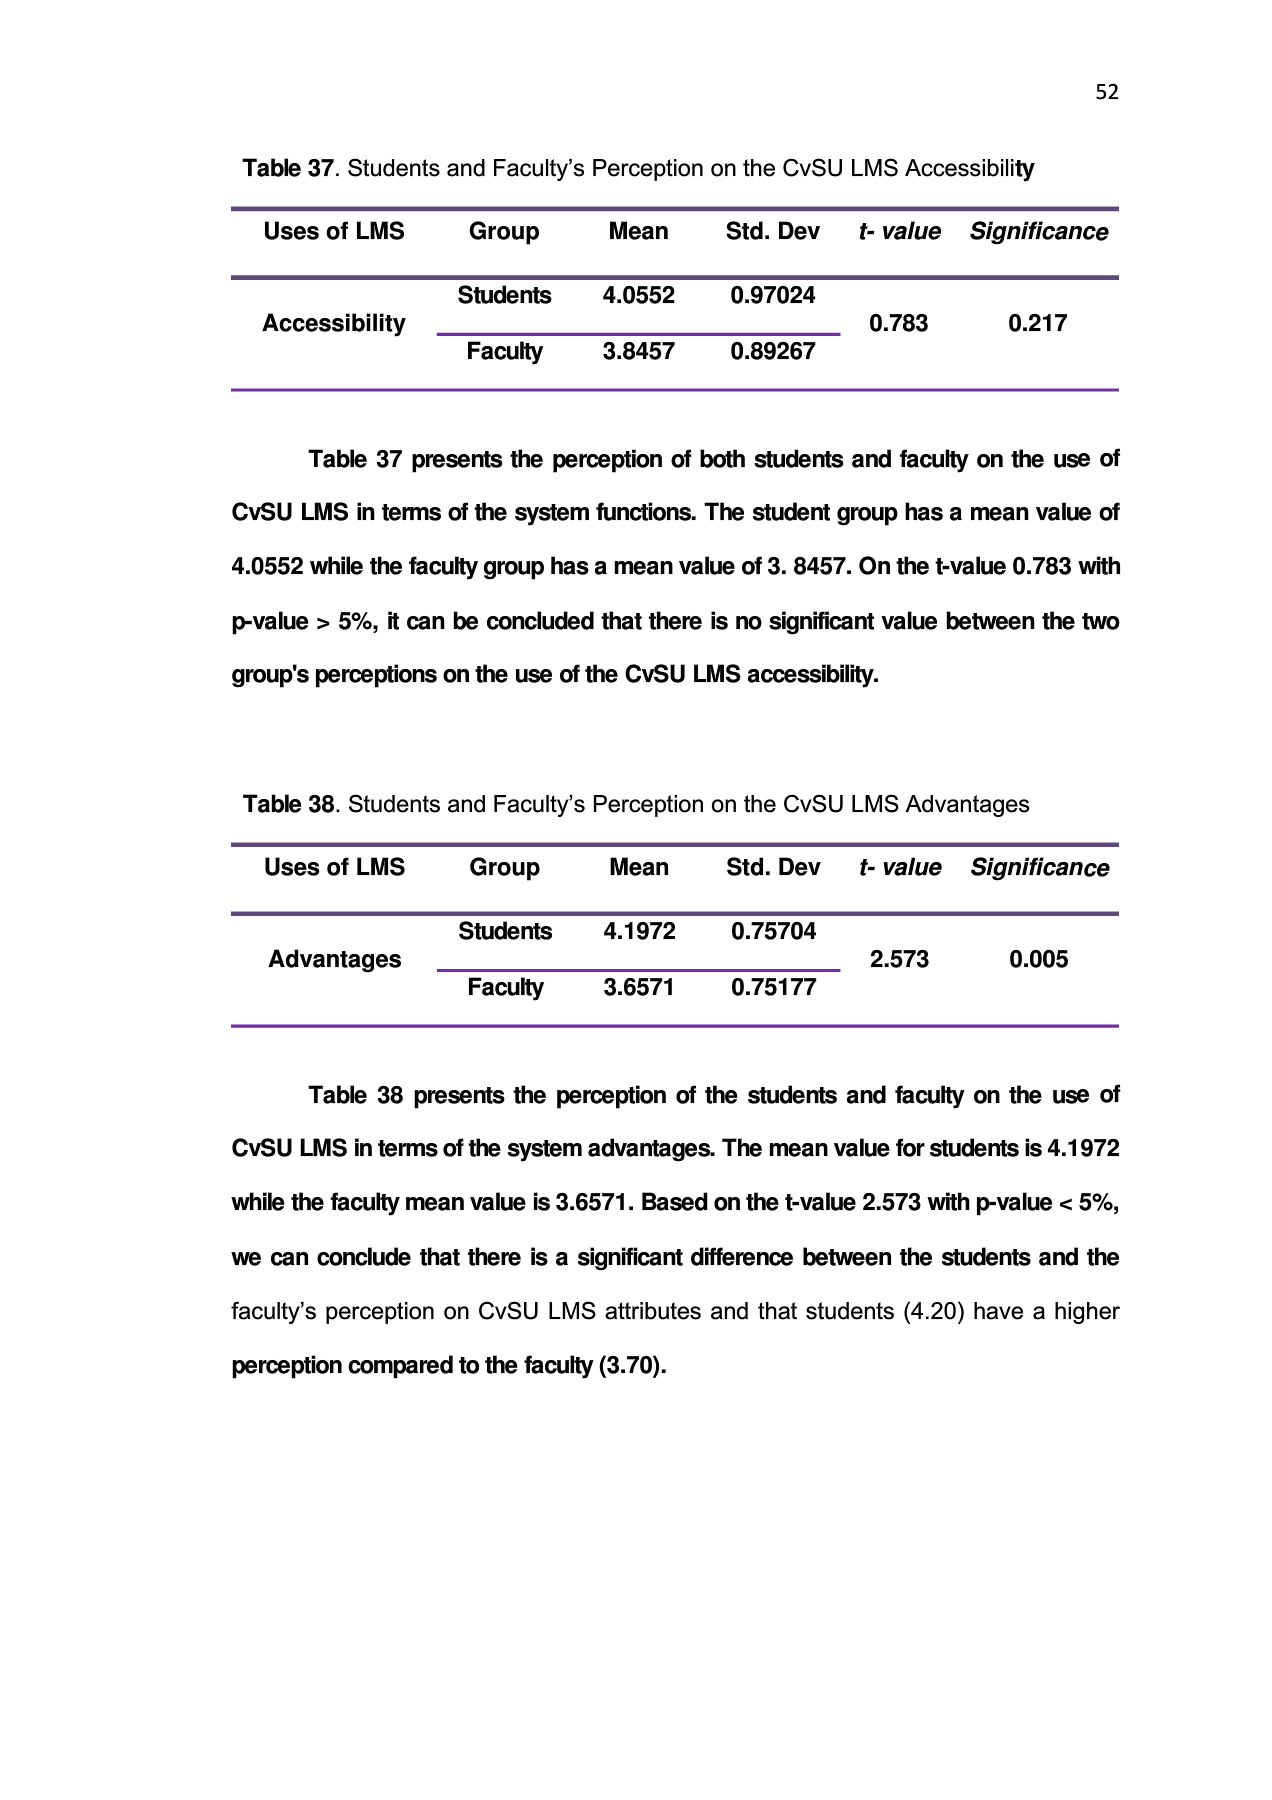 52
Table 37. Students and Faculty’s Perception on the CvSU LMS Accessibility
Uses of LMS Group Mean Std. Dev t- value Significance
Students 4.0552 0.97024
Accessibility 0.783 0.217
Faculty 3.8457 0.89267
Table 37 presents the perception of both students and faculty on the use of
CvSU LMS in terms of the system functions. The student group has a mean value of
4.0552 while the faculty group has a mean value of 3. 8457. On the t-value 0.783 with
p-value > 5%, it can be concluded that there is no significant value between the two
group's perceptions on the use of the CvSU LMS accessibility.
Table 38. Students and Faculty’s Perception on the CvSU LMS Advantages
Uses of LMS Group Mean Std. Dev t- value Significance
Students 4.1972 0.75704
Advantages 2.573 0.005
Faculty 3.6571 0.75177
Table 38 presents the perception of the students and faculty on the use of
CvSU LMS in terms of the system advantages. The mean value for students is 4.1972
while the faculty mean value is 3.6571. Based on the t-value 2.573 with p-value < 5%,
we can conclude that there is a significant difference between the students and the
faculty’s perception on CvSU LMS attributes and that students (4.20) have a higher
perception compared to the faculty (3.70).